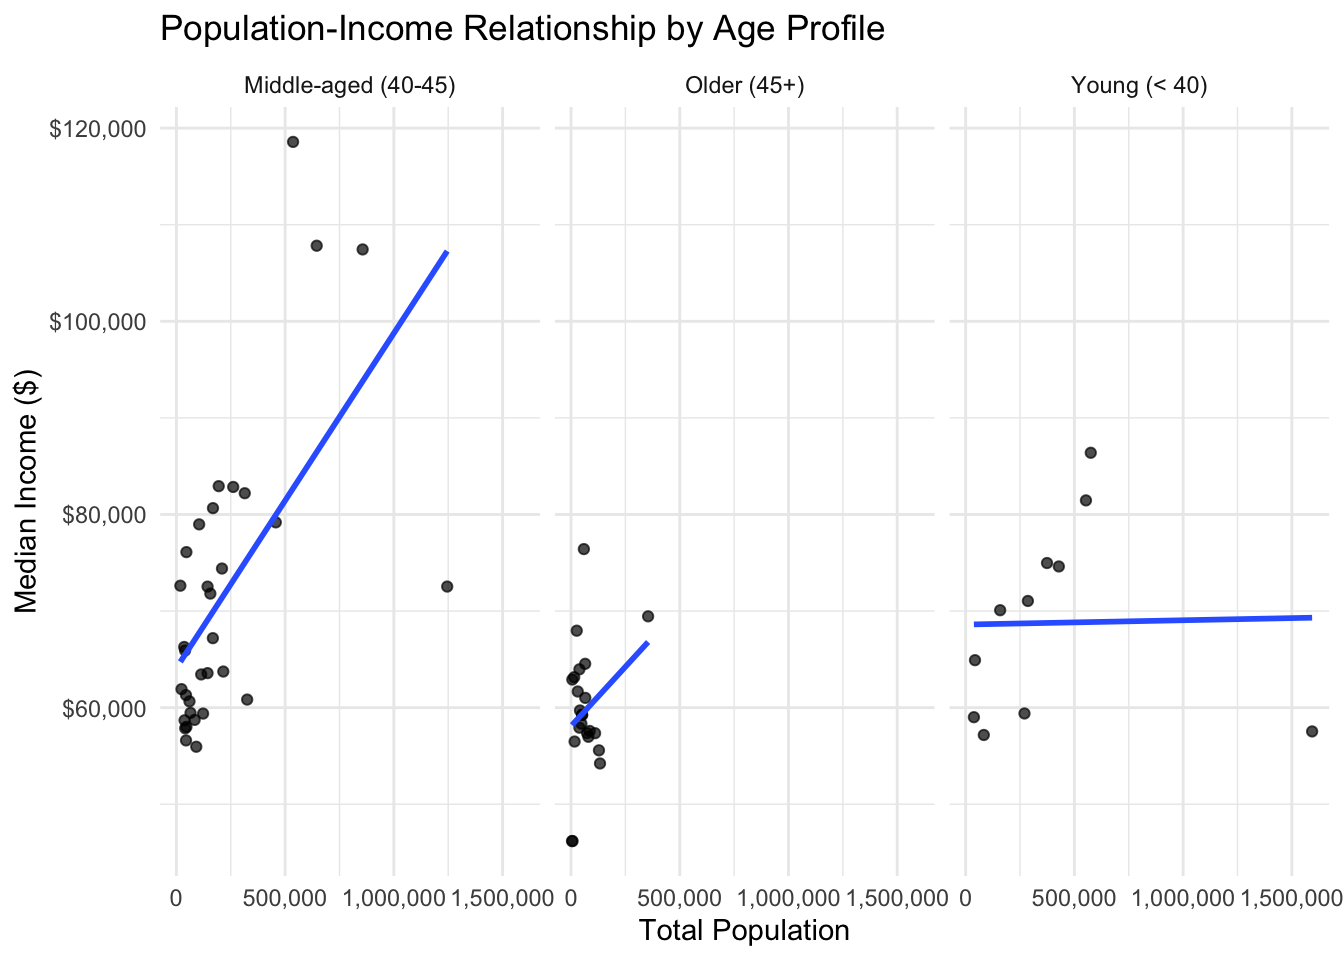 Population-Income Relationship by Age Profile
Middle-aged (40-45) Older (45+) Young (< 40)
$120,000
$100,000
$80,000
$60,000
Median Income ($)
0 500,000 1,000,000 1,500,000 0 500,000 1,000,000 1,500,000 0 500,000 1,000,000 1,500,000
Total Population